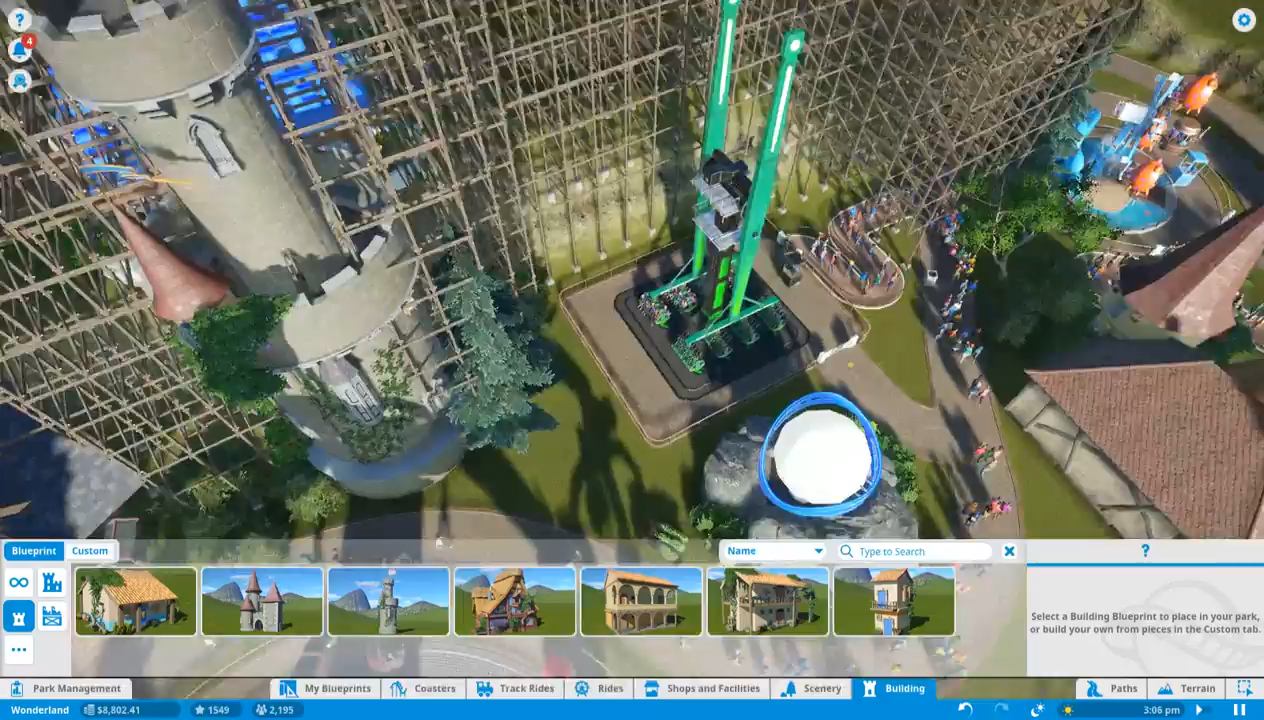 ?
4
Blueprint Custom
Name
Type to Search
?
Select a Building Blueprint to place in your park,
or build your own from pieces in the Custom tab.
Park Management
My Blueprints
Coasters
Track Rides
Rides
Shops and Facilities
Scenery
Building
Paths
Terrain
Wonderland
$8,802.41
1549
2,195
3:06 pm